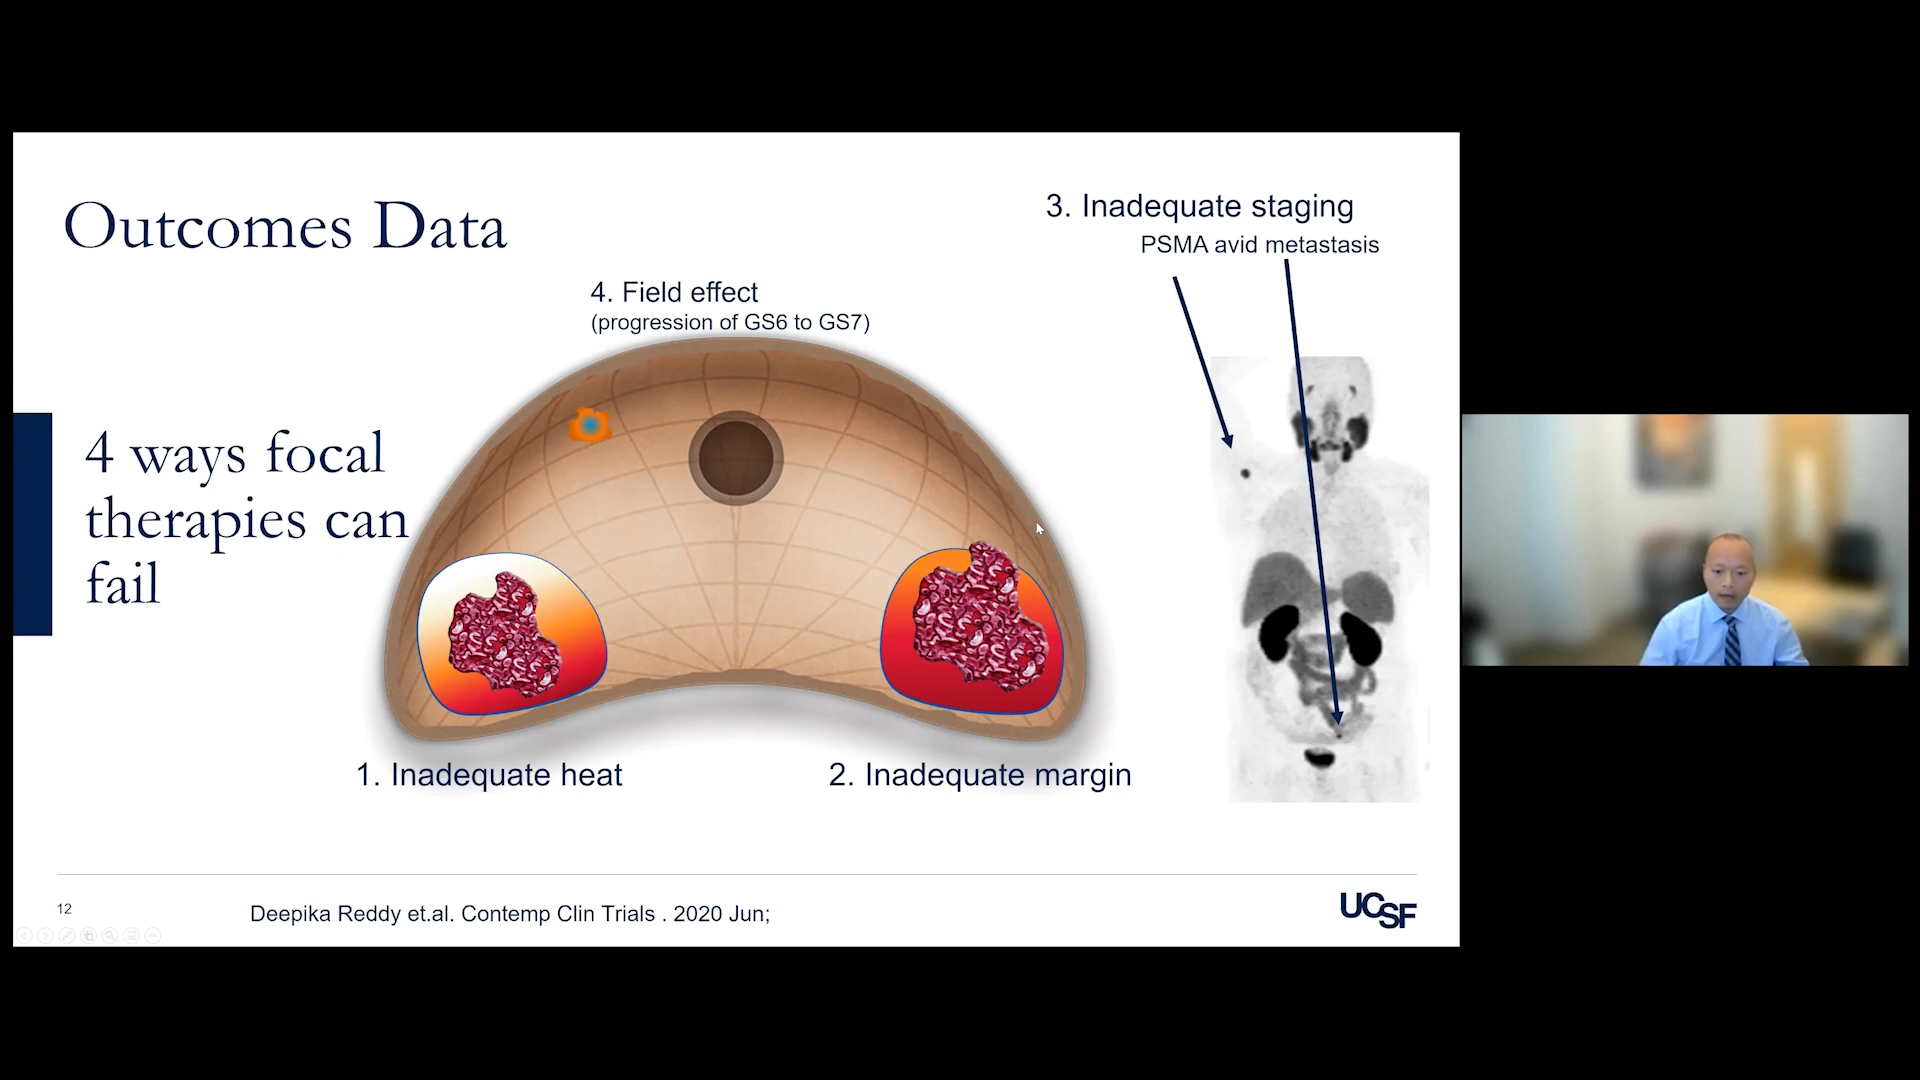 Outcomes Data
3. Inadequate staging
PSMA avid metastasis
4. Field effect
(progression of GS6 to GS7)
4 ways focal
therapies can
fail
1. Inadequate heat
2. Inadequate margin
12
Deepika Reddy et.al. Contemp Clin Trials . 2020 Jun;
UCSF